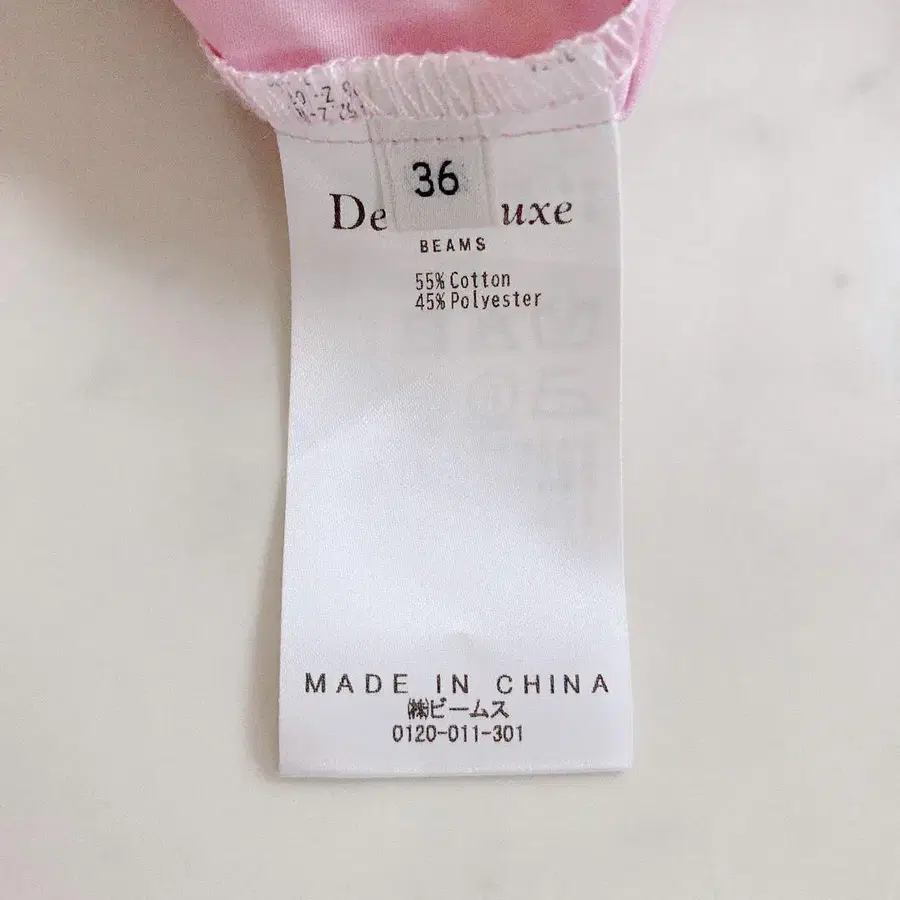 36
De uxe
BEAMS
55% Cotton
45% Polyester
MADE IN CHINA
㈱ビームス
0120-011-301